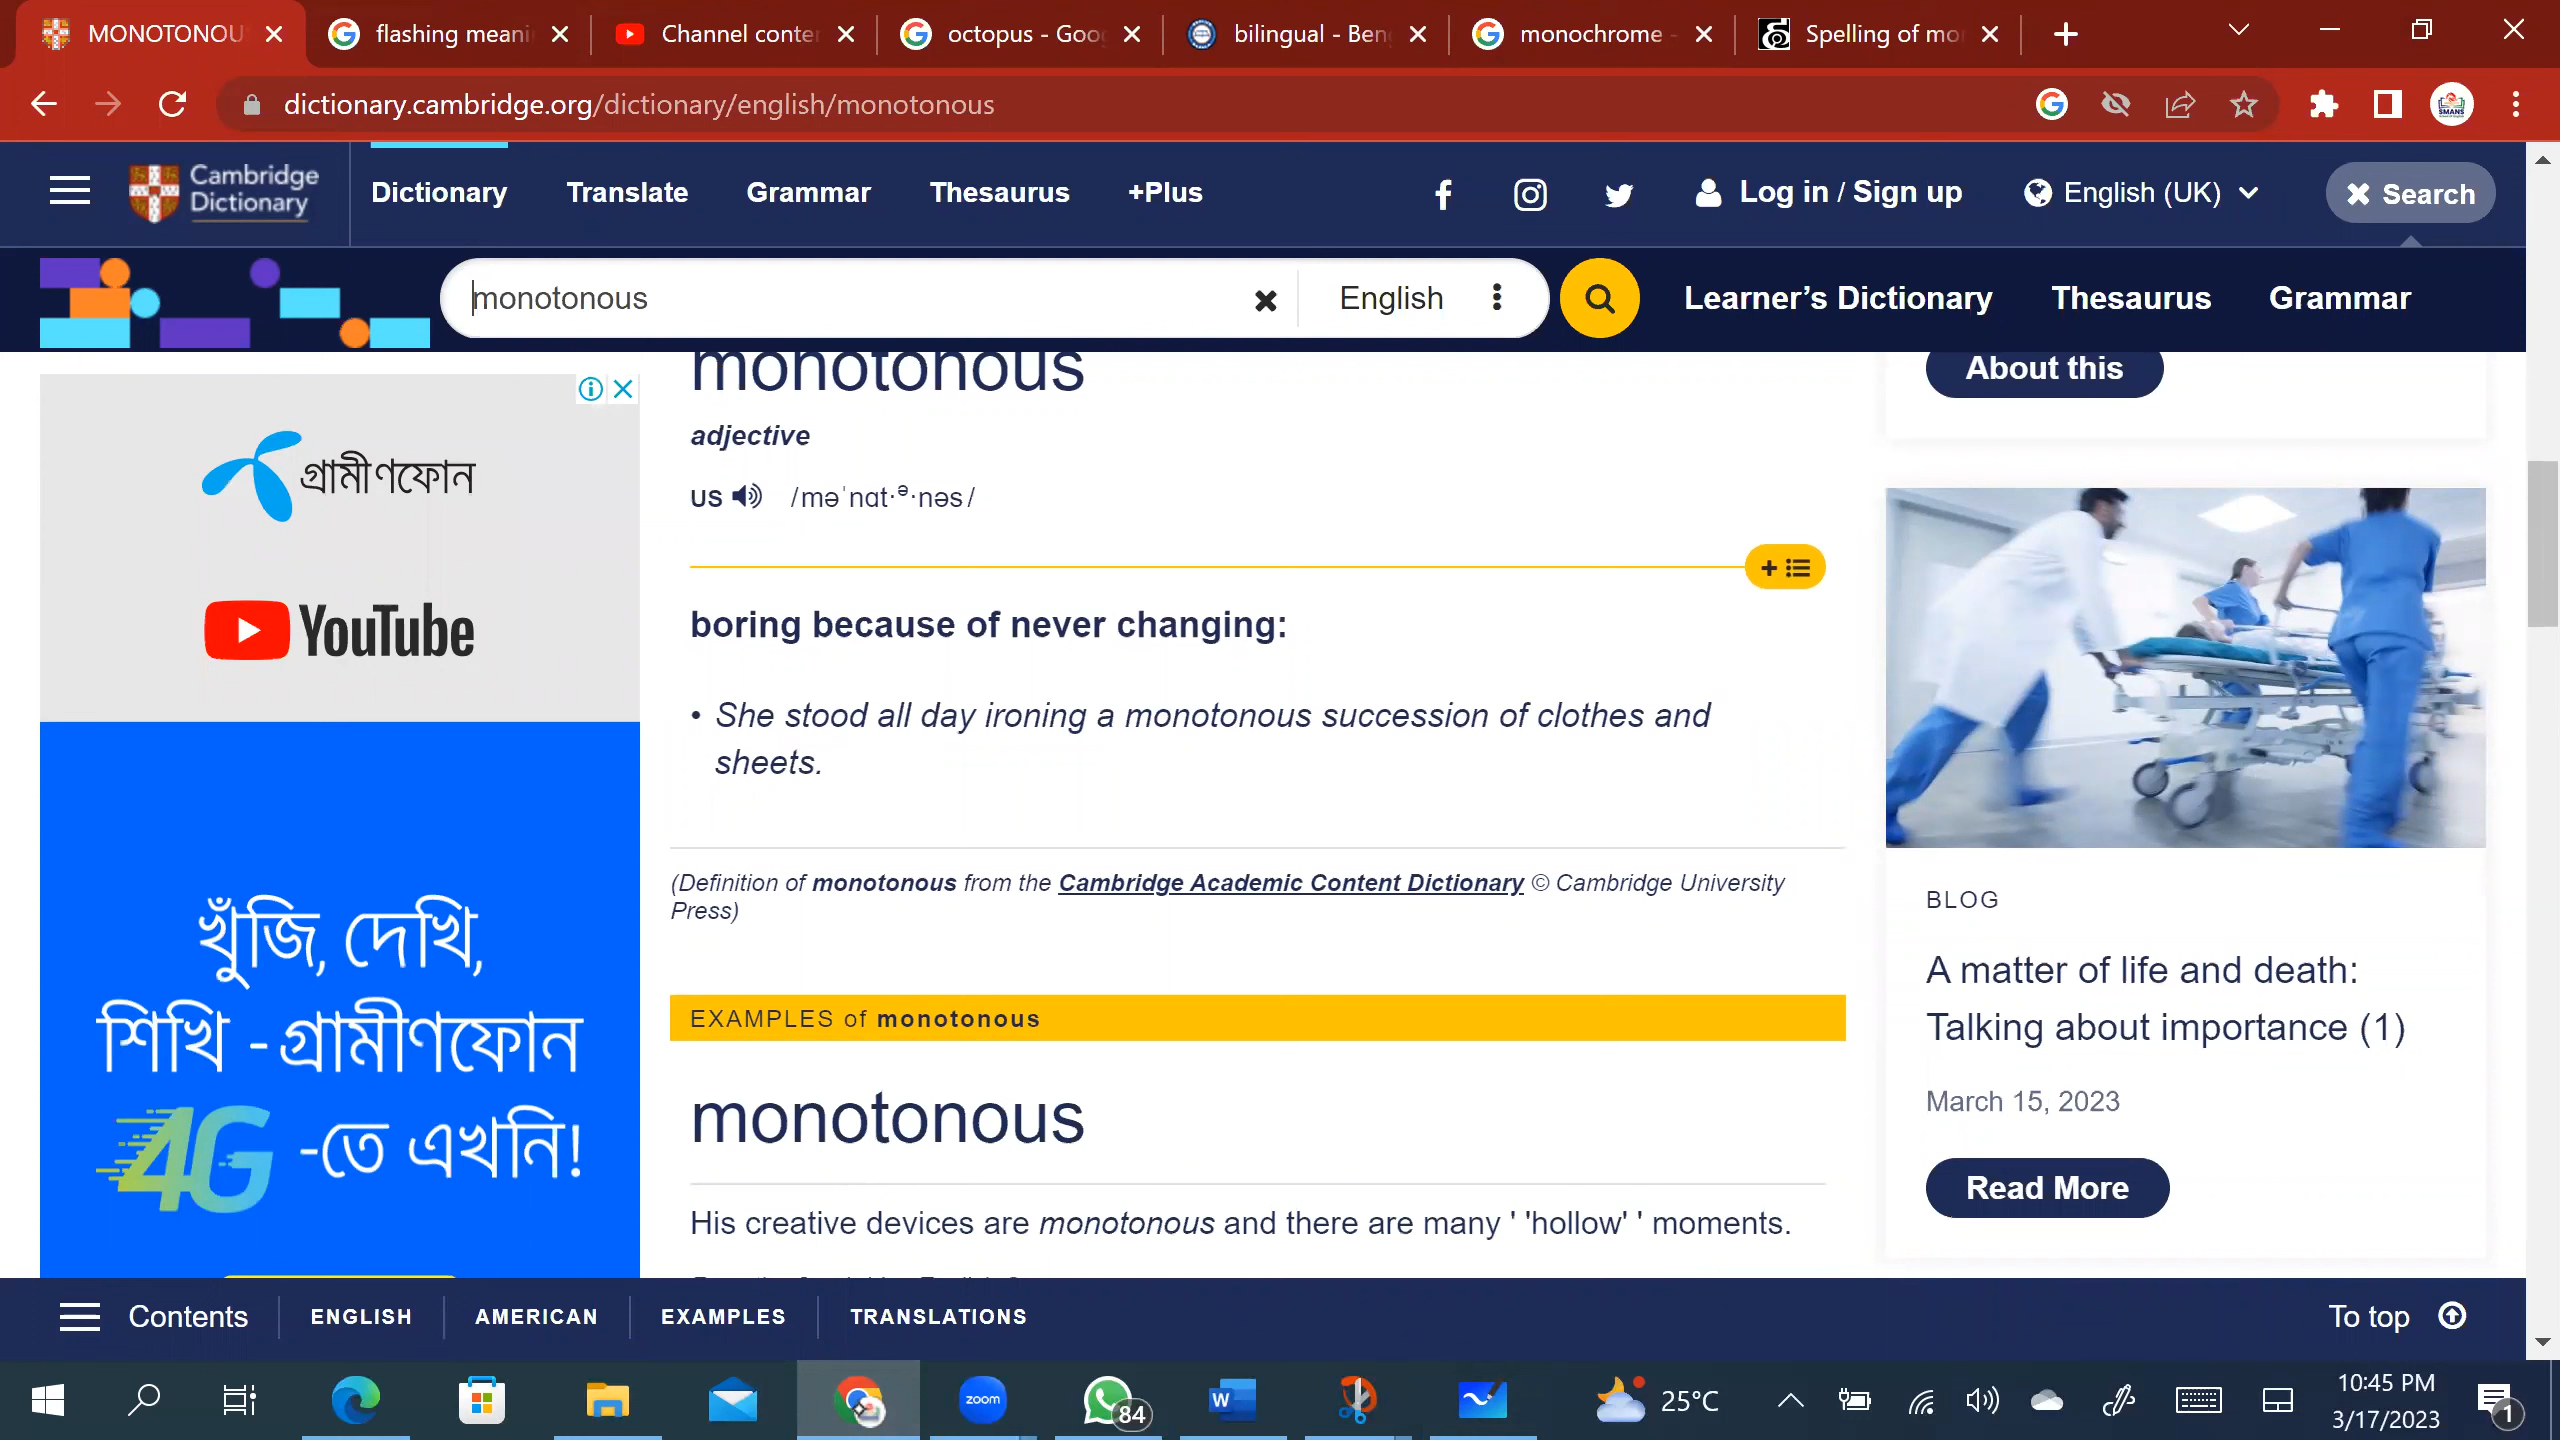 MONOTONOU
flashing meani
Channel conte
octopus - Goo
bilingual - Ben
monochrome -
Spelling of mo
dictionary.cambridge.org/dictionary/english/monotonous
Cambridge
Dictionary
Dictionary
Translate
Grammar
Thesaurus
+Plus
Log in / Sign up
English (UK)
Search
monotonous
English
Learner's Dictionary
Thesaurus
Grammar
গ্রামীণফোন
YouTube
খুঁজি, দেখি,
শিখি - গ্রামীণফোন
4G -তে এখনি!
monotonous
adjective
US /məˈnɑt·ᵊ·nəs/
boring because of never changing:
• She stood all day ironing a monotonous succession of clothes and
sheets.
(Definition of monotonous from the Cambridge Academic Content Dictionary © Cambridge University
Press)
EXAMPLES of monotonous
monotonous
His creative devices are monotonous and there are many ' 'hollow' ' moments.
About this
BLOG
A matter of life and death:
Talking about importance (1)
March 15, 2023
Read More
Contents
ENGLISH
AMERICAN
EXAMPLES
TRANSLATIONS
To top
zoom
84
W
25°C
10:45 PM
3/17/2023
1